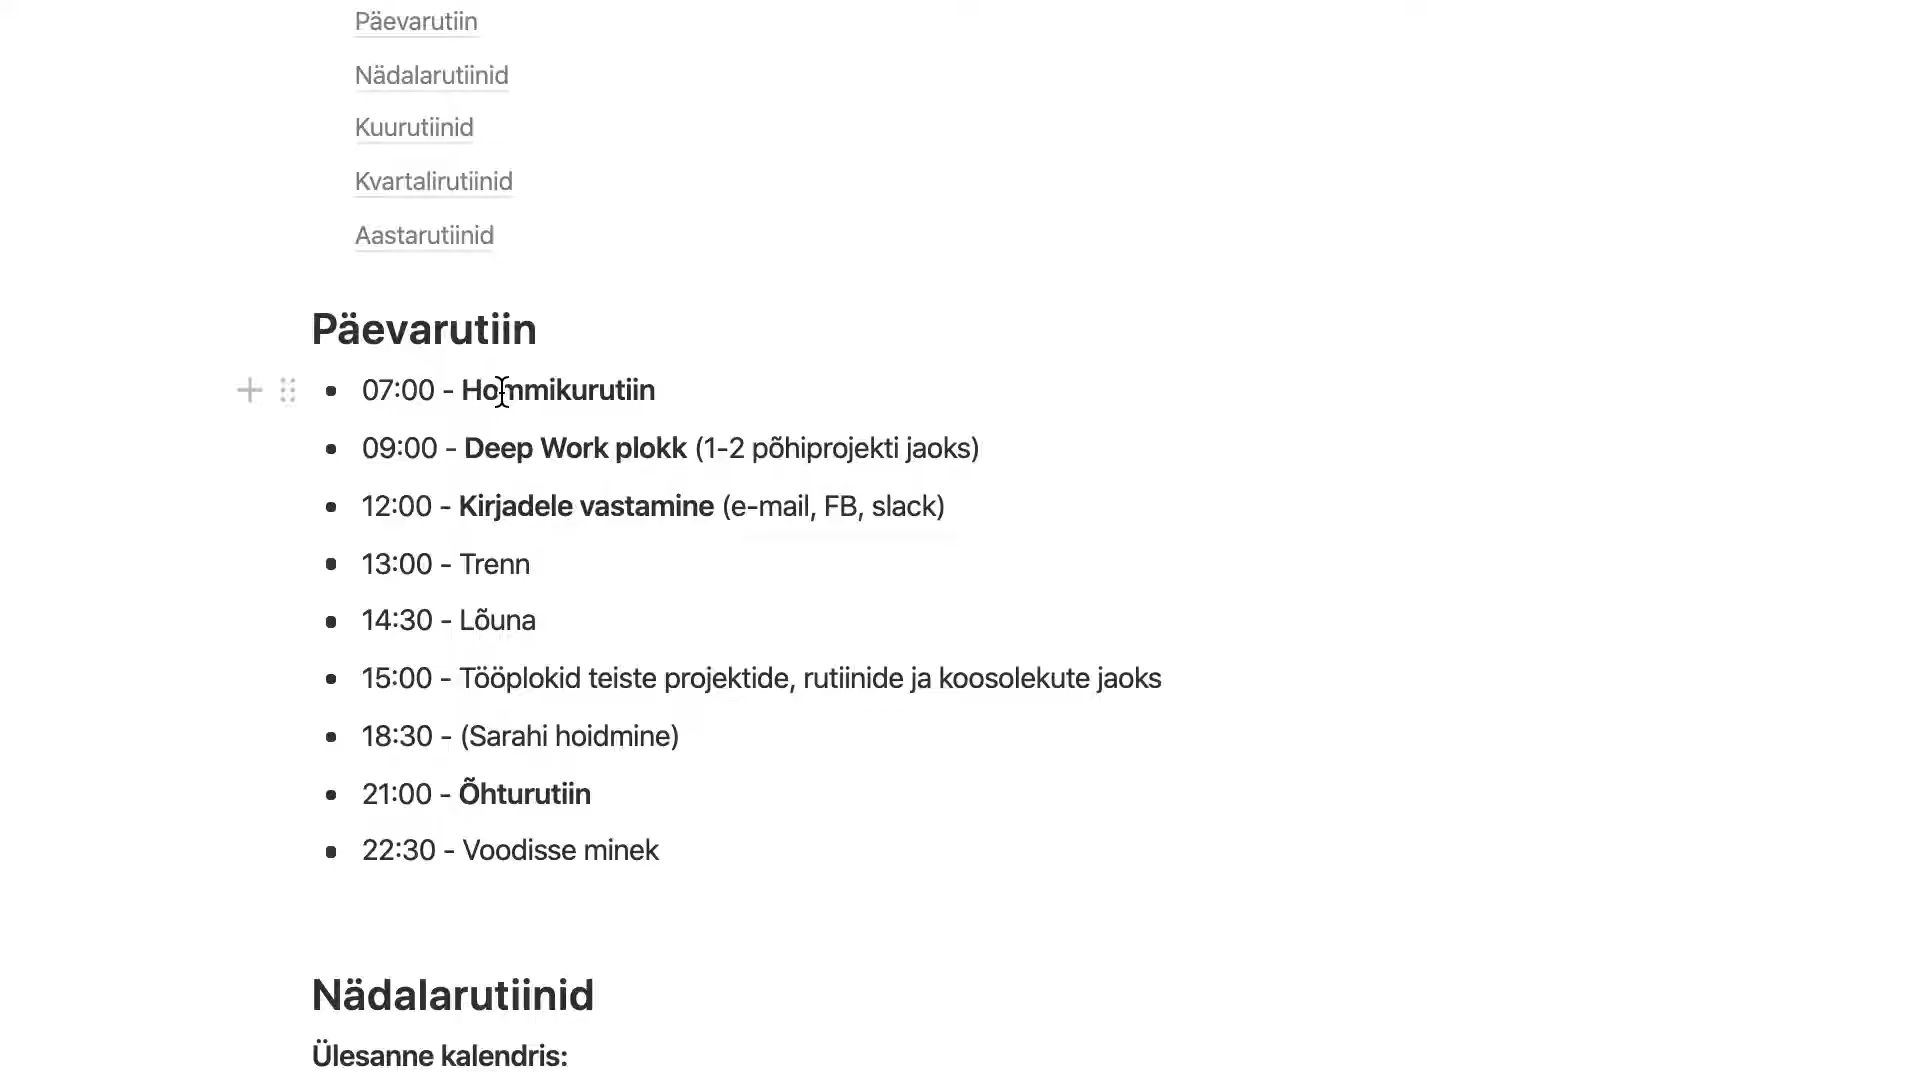 Päevarutiin
Nädalarutiinid
Kuurutiinid
Kvartalirutiinid
Aastarutiinid
Päevarutiin
07:00 - Hommikurutiin
09:00 - Deep Work plokk (1-2 põhiprojekti jaoks)
12:00 - Kirjadele vastamine (e-mail, FB, slack)
13:00 - Trenn
14:30 - Lõuna
15:00 - Tööplokid teiste projektide, rutiinide ja koosolekute jaoks
18:30 - (Sarahi hoidmine)
21:00 - Õhturutiin
22:30 - Voodisse minek
Nädalarutiinid
Ülesanne kalendris: